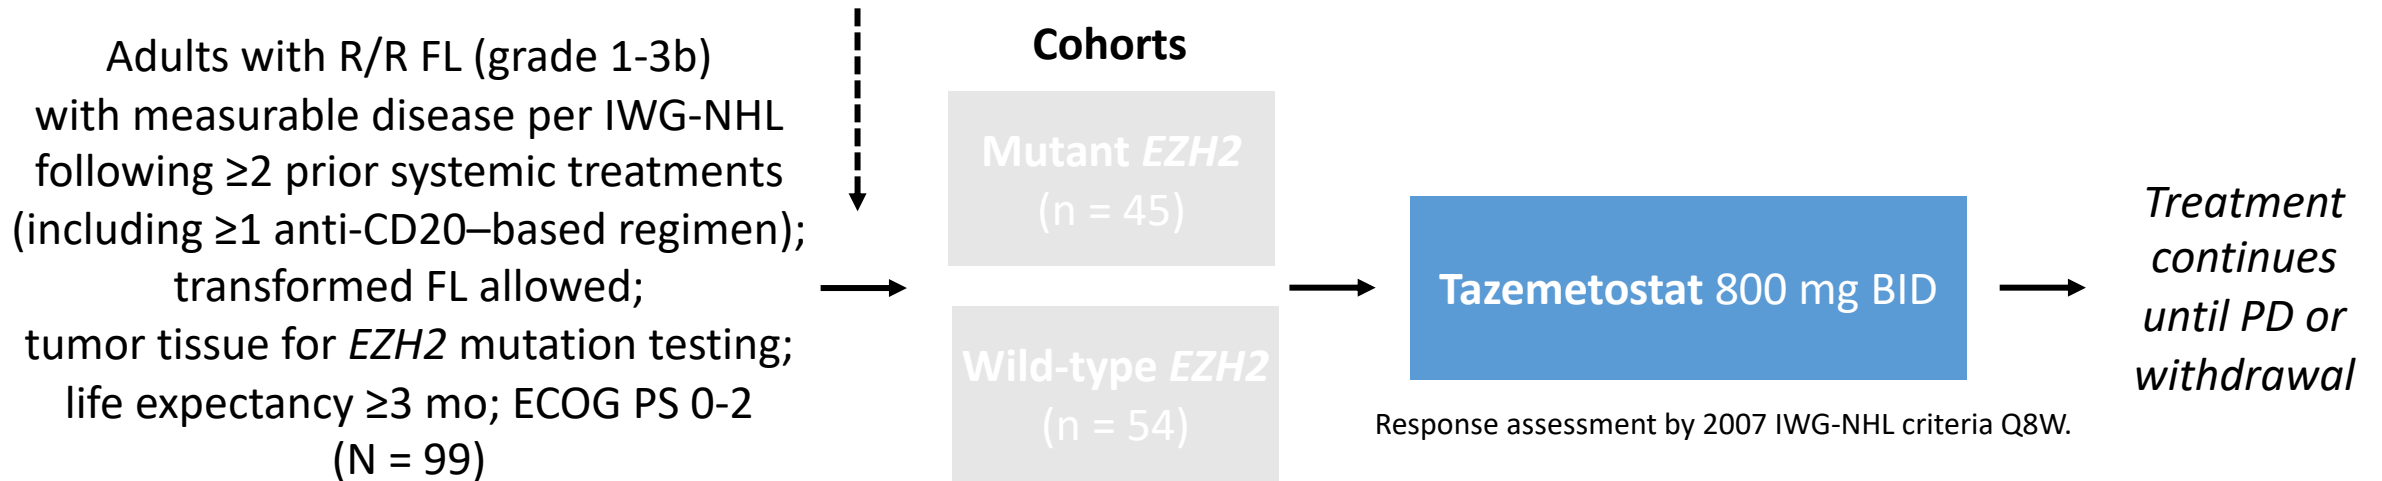 Adults with R/R FL (grade 1-3b)
with measurable disease per IWG-NHL
following ≥2 prior systemic treatments
(including ≥1 anti-CD20–based regimen);
transformed FL allowed;
tumor tissue for EZH2 mutation testing;
life expectancy ≥3 mo; ECOG PS 0-2
(N = 99)
Cohorts
Mutant EZH2
(n = 45)
Wild-type EZH2
(n = 54)
Tazemetostat 800 mg BID
Response assessment by 2007 IWG-NHL criteria Q8W.
Treatment
continues
until PD or
withdrawal